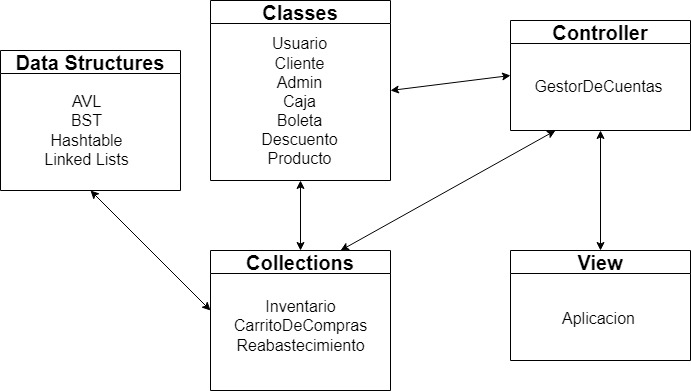 Data Structures
AVL
BST
Hashtable
Linked Lists
Classes
Usuario
Cliente
Admin
Caja
Boleta
Descuento
Producto
Controller
GestorDeCuentas
Collections
Inventario
CarritoDeCompras
Reabastecimiento
View
Aplicacion